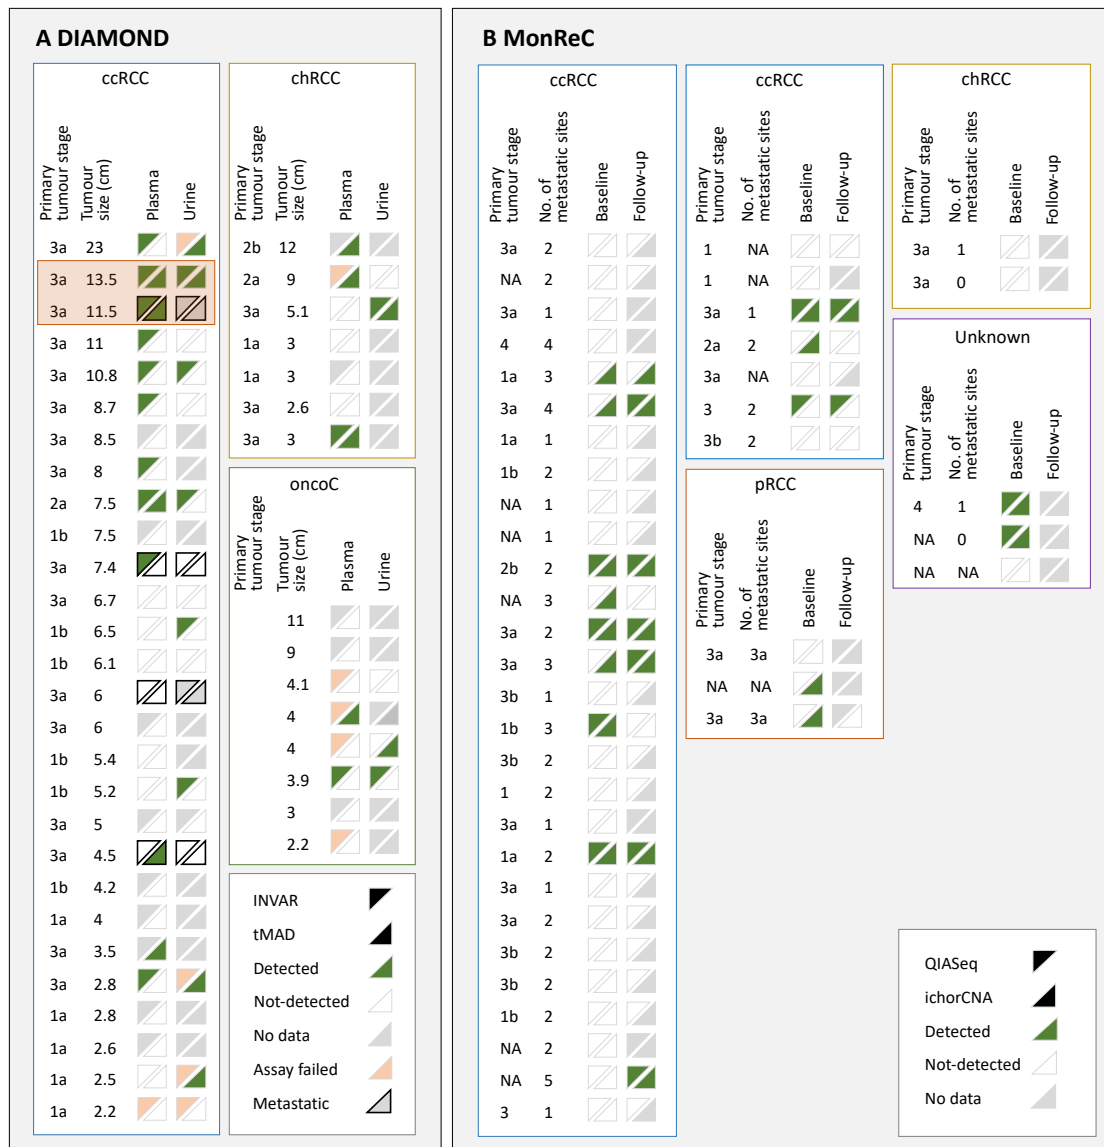 A DIAMOND
ccRCC
Primary tumour stage
Tumour size (cm)
Plasma
Urine
3a 23
3a 13.5
3a 11.5
3a 11
3a 10.8
3a 8.7
3a 8.5
3a 8
2a 7.5
1b 7.5
3a 7.4
3a 6.7
1b 6.5
1b 6.1
3a 6
3a 6
1b 5.4
1b 5.2
3a 5
3a 4.5
1b 4.2
1a 4
3a 3.5
3a 2.8
1a 2.8
1a 2.6
1a 2.5
1a 2.2
chRCC
Primary tumour stage
Tumour size (cm)
Plasma
Urine
2b 12
2a 9
3a 5.1
1a 3
1a 3
3a 2.6
3a 3
oncoC
Primary tumour stage
Tumour size (cm)
Plasma
Urine
11
9
4.1
4
4
3.9
3
2.2
INVAR
tMAD
Detected
Not-detected
No data
Assay failed
Metastatic
B MonReC
ccRCC
Primary tumour stage
No. of metastatic sites
Baseline
Follow-up
3a 2
NA 2
3a 1
4 4
1a 3
3a 4
1a 1
1b 2
NA 1
NA 1
2b 2
NA 3
3a 2
3a 3
3b 1
1b 3
3b 2
1 2
3a 1
1a 2
3a 1
3a 2
3b 2
3b 2
1b 2
NA 2
NA 5
3 1
ccRCC
Primary tumour stage
No. of metastatic sites
Baseline
Follow-up
1 NA
1 NA
3a 1
2a 2
3a NA
3 2
3b 2
pRCC
Primary tumour stage
No. of metastatic sites
Baseline
Follow-up
3a 3a
NA NA
3a 3a
chRCC
Primary tumour stage
No. of metastatic sites
Baseline
Follow-up
3a 1
3a 0
Unknown
Primary tumour stage
No. of metastatic sites
Baseline
Follow-up
4 1
NA 0
NA NA
QIASeq
ichorCNA
Detected
Not-detected
No data